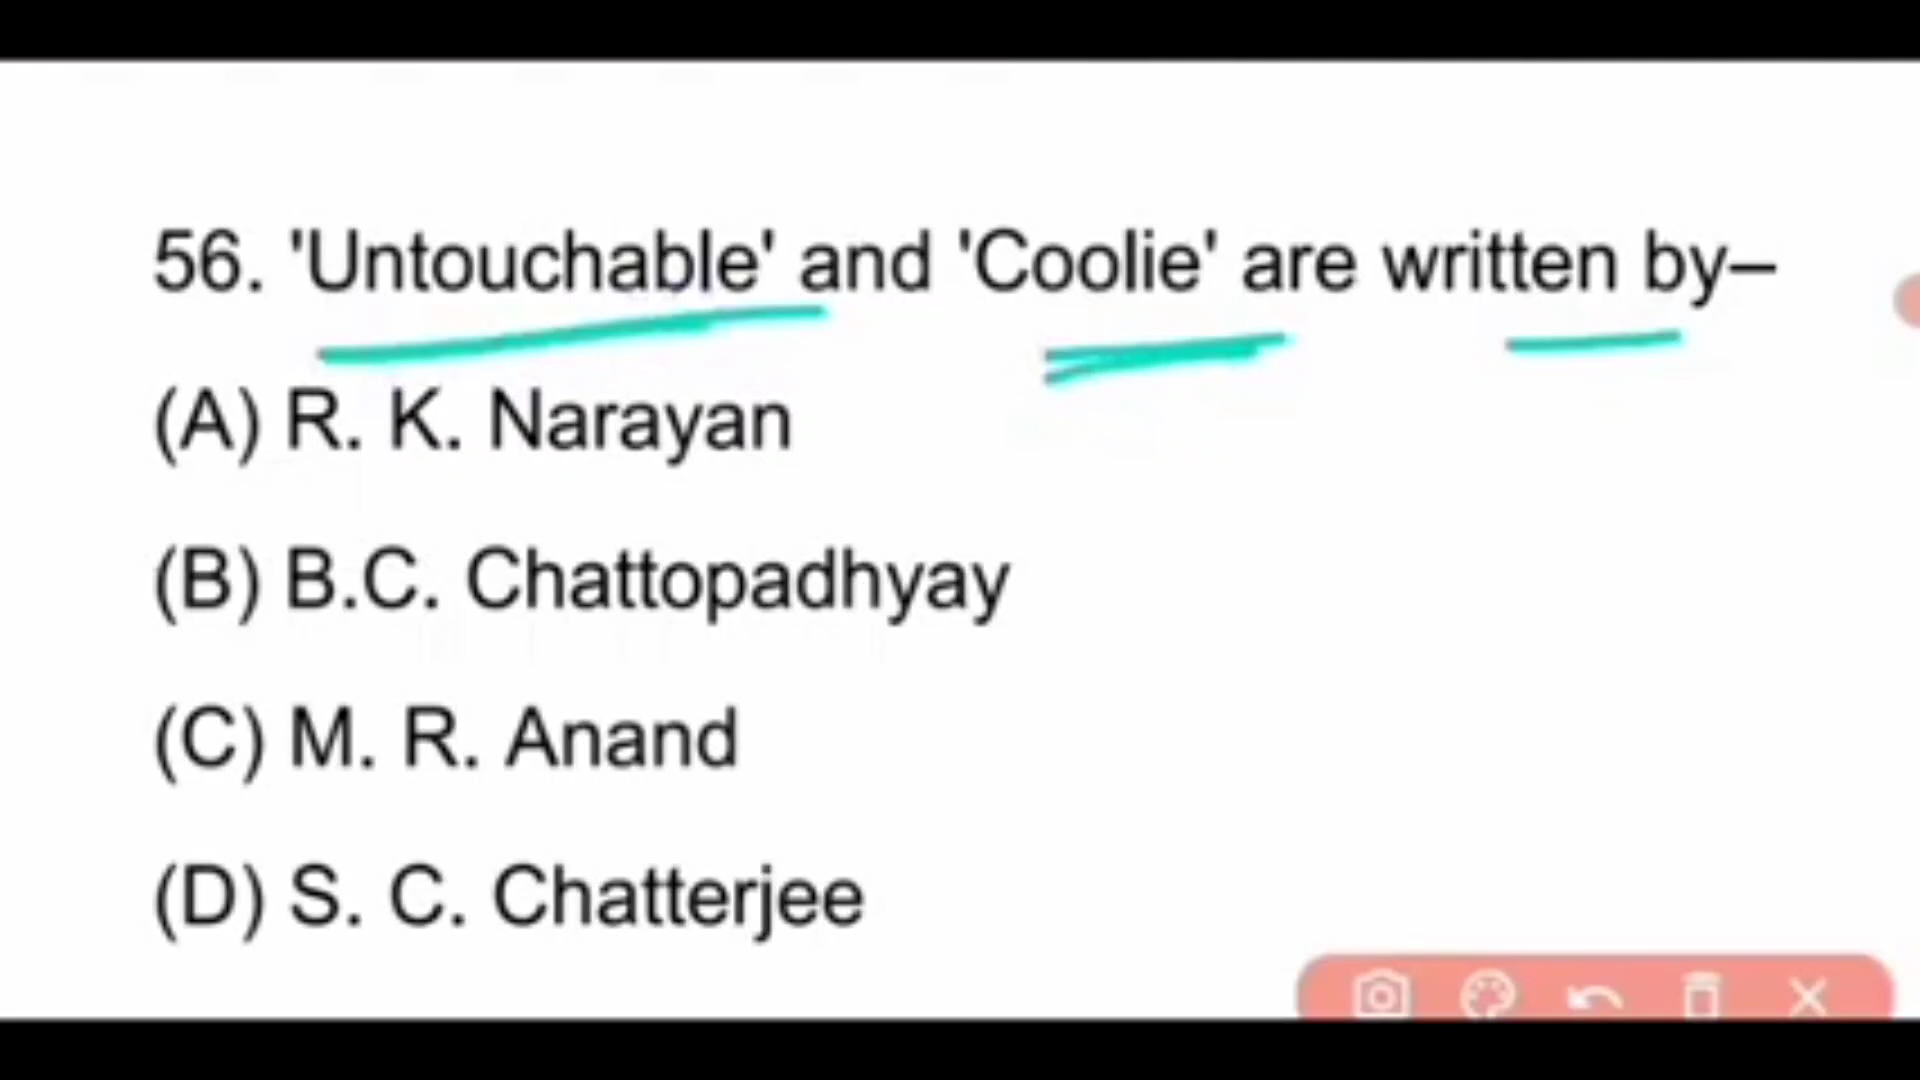 56. 'Untouchable' and 'Coolie' are written by–
(A) R. K. Narayan
(B) B.C. Chattopadhyay
(C) M. R. Anand
(D) S. C. Chatterjee